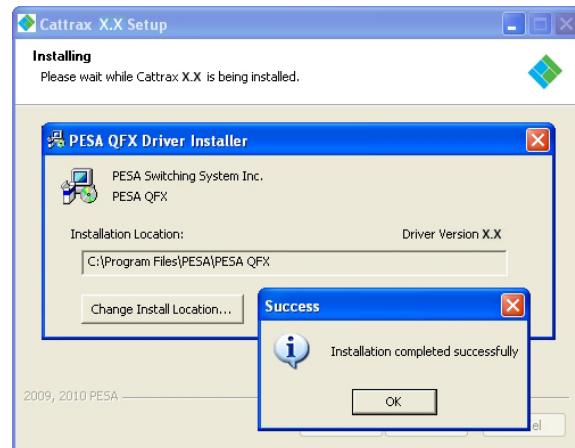 Cattrax X.X Setup
Installing
Please wait while Cattrax X.X is being installed.
PESA QFX Driver Installer
PESA Switching System Inc.
PESA QFX
Installation Location:
Driver Version X.X
C:\Program Files\PESA\PESA QFX
Change Install Location...
Success
Installation completed successfully
OK
2009, 2010 PESA
el